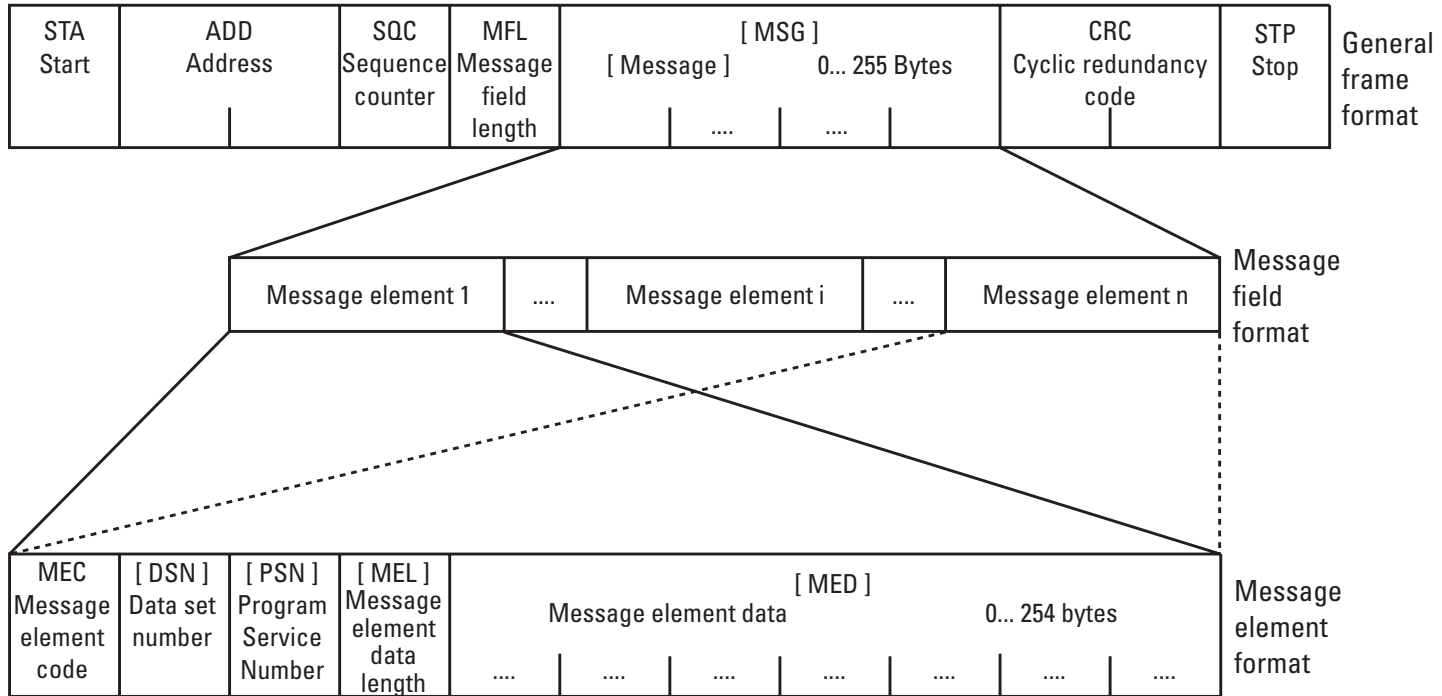 STA
Start
ADD
Address
SQC
Sequence
counter
MFL
Message
field
length
[ MSG ]
[ Message ] 0... 255 Bytes
.... ....
CRC
Cyclic redundancy
code
STP
Stop
General
frame
format
Message element 1
....
Message element i
....
Message element n
Message
field
format
MEC
Message
element
code
[ DSN ]
Data set
number
[ PSN ]
Program
Service
Number
[ MEL ]
Message
element
data
length
[ MED ]
Message element data 0... 254 bytes
.... .... .... .... .... .... ....
Message
element
format